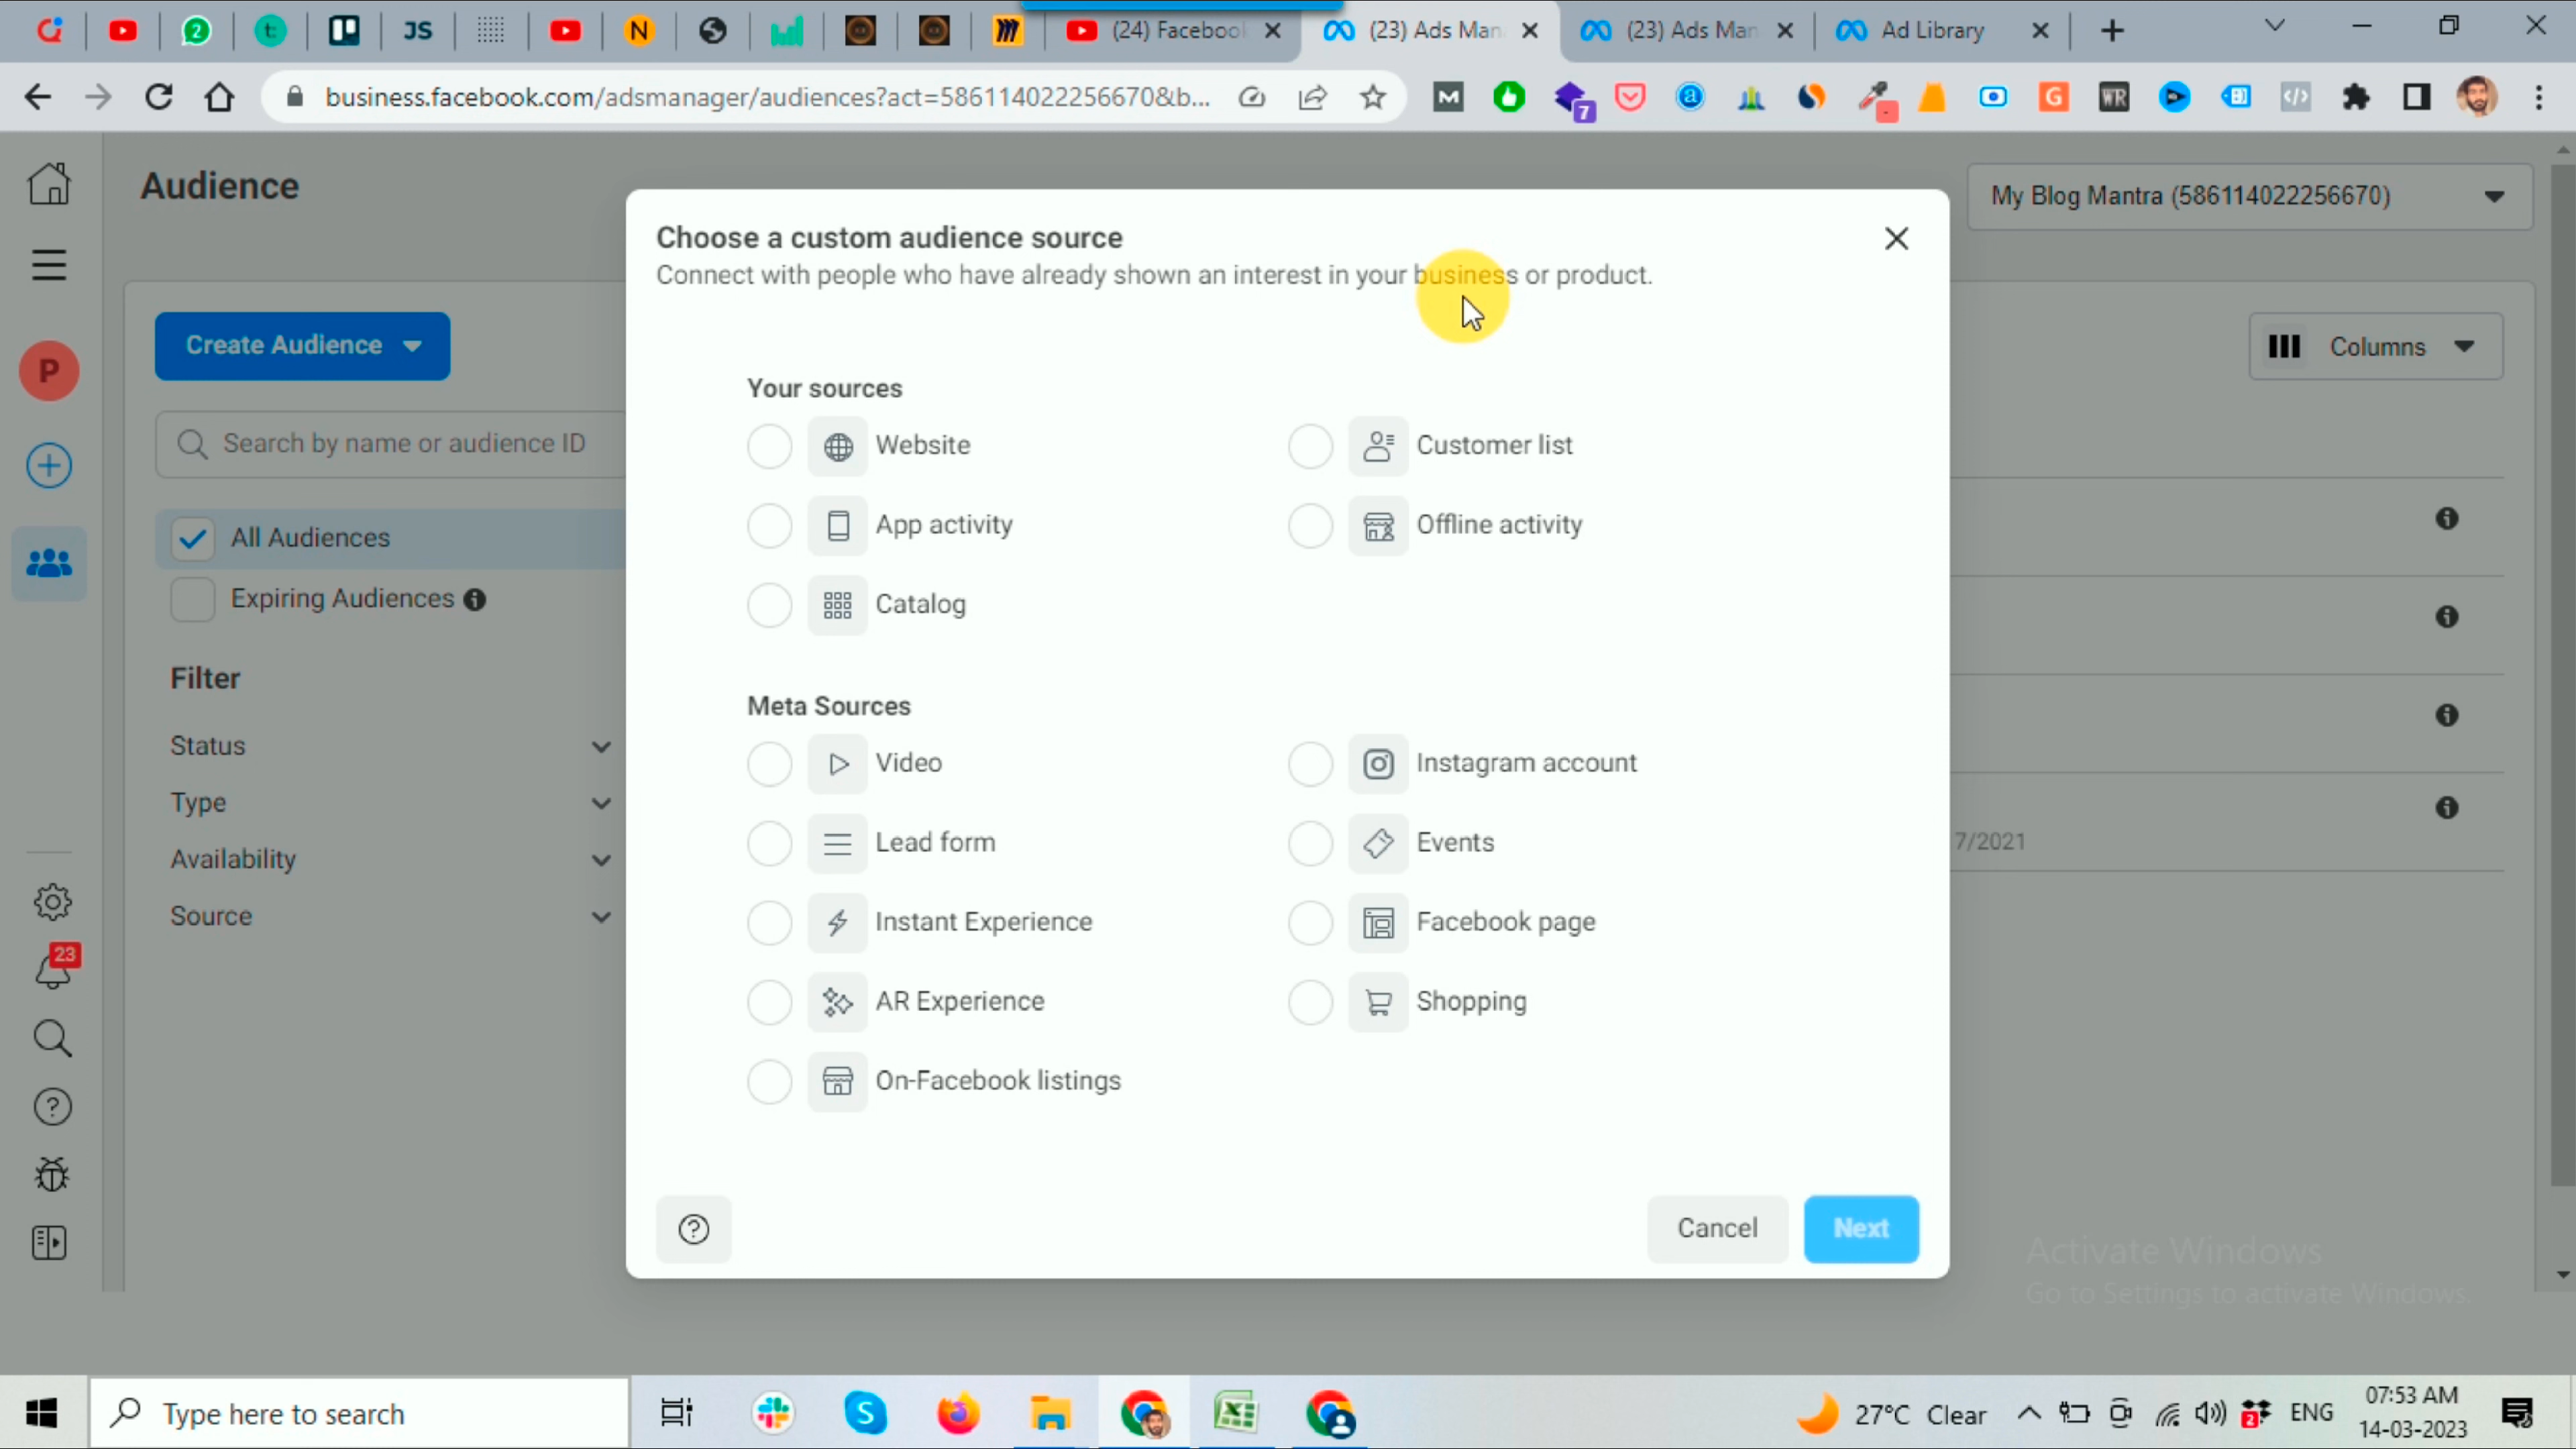 (24) Facebook
(23) Ads Man
(23) Ads Man
Ad Library
business.facebook.com/adsmanager/audiences?act=586114022256670&b...
7
Audience
My Blog Mantra (586114022256670)
Choose a custom audience source
Connect with people who have already shown an interest in your business or product.
Create Audience
Columns
P
Search by name or audience ID
All Audiences
Expiring Audiences
Filter
Status
Type
Availability
Source
23
Your sources
Website
Customer list
App activity
Offline activity
Catalog
Meta Sources
Video
Instagram account
Lead form
Events
Instant Experience
Facebook page
AR Experience
Shopping
On-Facebook listings
7/2021
Cancel
Next
Activate Windows
Go to Settings to activate Windows.
Type here to search
27°C Clear
ENG
07:53 AM
14-03-2023